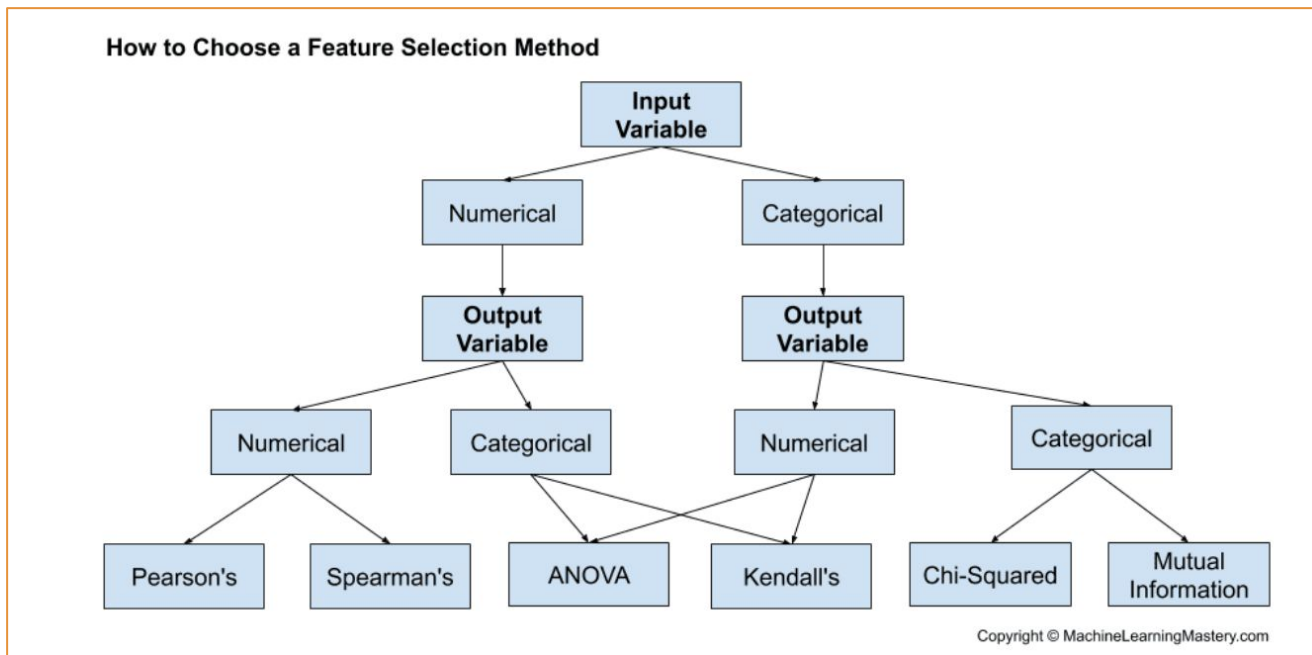 How to Choose a Feature Selection Method
Input
Variable
Numerical
Categorical
Output
Variable
Output
Variable
Numerical
Categorical
Numerical
Categorical
Pearson's
Spearman's
ANOVA
Kendall's
Chi-Squared
Mutual
Information
Copyright © MachineLearningMastery.com